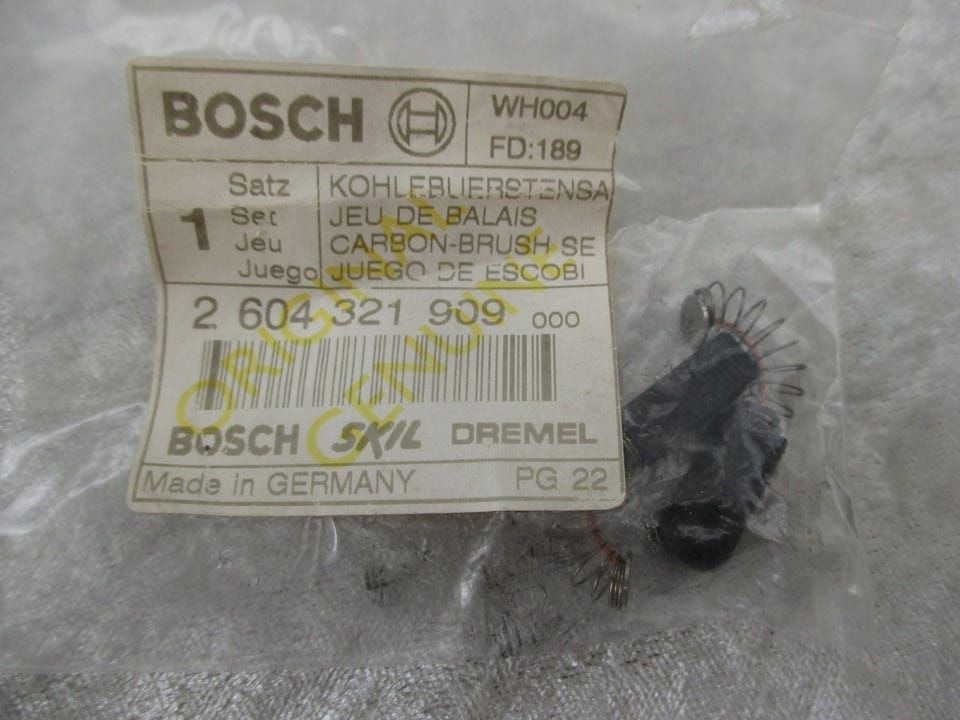 BOSCH
WH004
FD:189
1
Satz KOHLEBUERSTENSA
Set JEU DE BALAIS
Jeu CARBON-BRUSH SE
Juego JUEGO DE ESCOBI
2 604 321 909 000
ORIGINAL
GENUINE
BOSCH SKIL DREMEL
Made in GERMANY PG 22